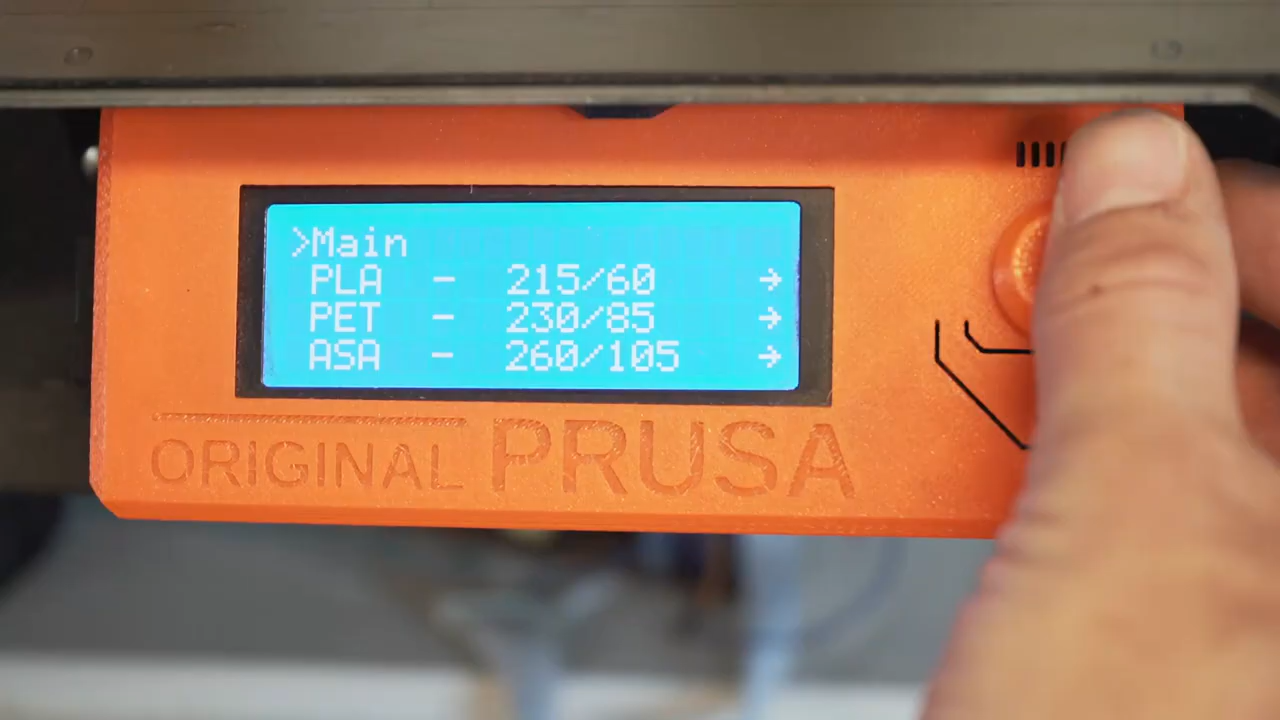 >Main
PLA - 215/60 →
PET - 230/85 →
ASA - 260/105 →
ORIGINAL PRUSA